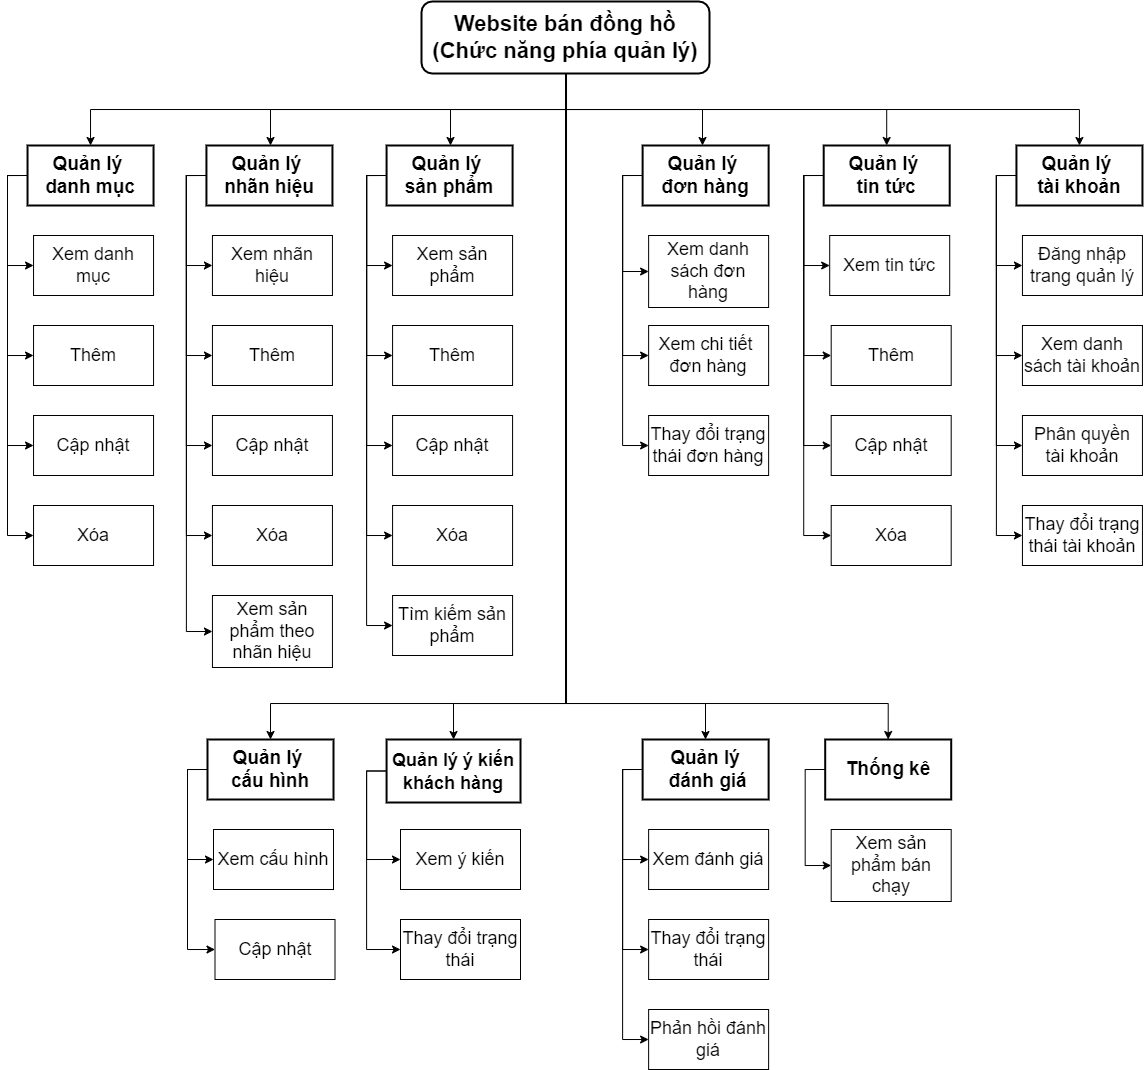 Website bán đồng hồ
(Chức năng phía quản lý)
Quản lý
danh mục
Xem danh
mục
Thêm
Cập nhật
Xóa
Quản lý
nhãn hiệu
Xem nhãn
hiệu
Thêm
Cập nhật
Xóa
Xem sản
phẩm theo
nhãn hiệu
Quản lý
sản phẩm
Xem sản
phẩm
Thêm
Cập nhật
Xóa
Tìm kiếm sản
phẩm
Quản lý
đơn hàng
Xem danh
sách đơn
hàng
Xem chi tiết
đơn hàng
Thay đổi trạng
thái đơn hàng
Quản lý
tin tức
Xem tin tức
Thêm
Cập nhật
Xóa
Quản lý
tài khoản
Đăng nhập
trang quản lý
Xem danh
sách tài khoản
Phân quyền
tài khoản
Thay đổi trạng
thái tài khoản
Quản lý
cấu hình
Xem cấu hình
Cập nhật
Quản lý ý kiến
khách hàng
Xem ý kiến
Thay đổi trạng
thái
Quản lý
đánh giá
Xem đánh giá
Thay đổi trạng
thái
Phản hồi đánh
giá
Thống kê
Xem sản
phẩm bán
chạy